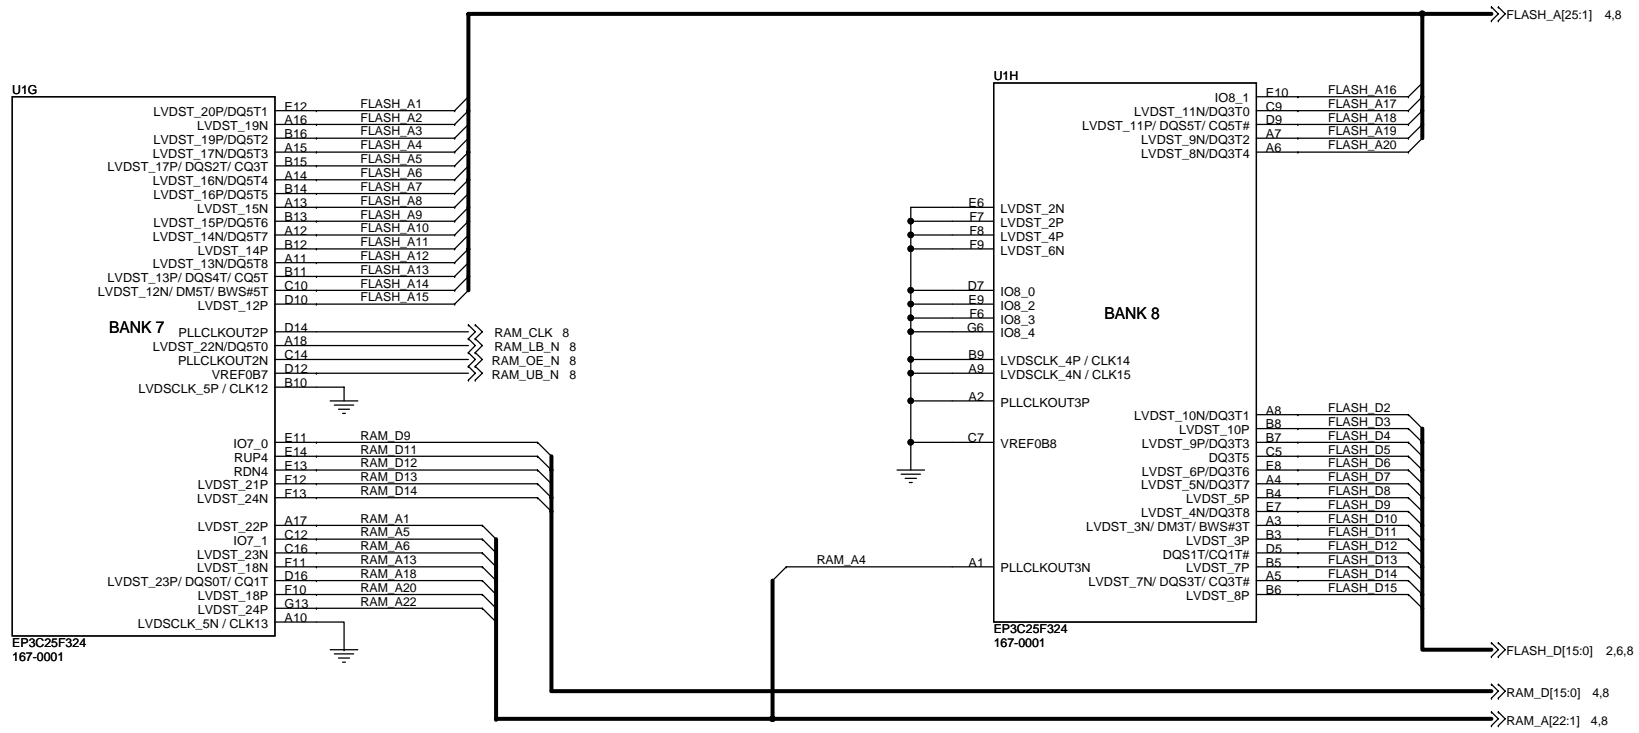 FLASH_A[25:1] 4,8
U1G
LVDST_20P/DQ5T1 E12 FLASH_A1
LVDST_19N A16 FLASH_A2
LVDST_19P/DQ5T2 B16 FLASH_A3
LVDST_17N/DQ5T3 A15 FLASH_A4
LVDST_17P/ DQS2T/ CQ3T B15 FLASH_A5
LVDST_16N/DQ5T4 A14 FLASH_A6
LVDST_16P/DQ5T5 B14 FLASH_A7
LVDST_15N A13 FLASH_A8
LVDST_15P/DQ5T6 B13 FLASH_A9
LVDST_14N/DQ5T7 A12 FLASH_A10
LVDST_14P B12 FLASH_A11
LVDST_13N/DQ5T8 A11 FLASH_A12
LVDST_13P/ DQS4T/ CQ5T B11 FLASH_A13
LVDST_12N/ DM5T/ BWS#5T C10 FLASH_A14
LVDST_12P D10 FLASH_A15
BANK 7
PLLCLKOUT2P D14 RAM_CLK 8
LVDST_22N/DQ5T0 A18 RAM_LB_N 8
PLLCLKOUT2N C14 RAM_OE_N 8
VREF0B7 D12 RAM_UB_N 8
LVDSCLK_5P / CLK12 B10
IO7_0 E11 RAM_D9
RUP4 E14 RAM_D11
RDN4 E13 RAM_D12
LVDST_21P F12 RAM_D13
LVDST_24N F13 RAM_D14
LVDST_22P A17 RAM_A1
IO7_1 C12 RAM_A5
LVDST_23N C16 RAM_A6
LVDST_18N F11 RAM_A13
LVDST_23P/ DQS0T/ CQ1T D16 RAM_A18
LVDST_18P F10 RAM_A20
LVDST_24P G13 RAM_A22
LVDSCLK_5N / CLK13 A10
EP3C25F324
167-0001
U1H
IO8_1 E10 FLASH_A16
LVDST_11N/DQ3T0 C9 FLASH_A17
LVDST_11P/ DQS5T/ CQ5T# D9 FLASH_A18
LVDST_9N/DQ3T2 A7 FLASH_A19
LVDST_8N/DQ3T4 A6 FLASH_A20
E6 LVDST_2N
F7 LVDST_2P
F8 LVDST_4P
F9 LVDST_6N
D7 IO8_0
E9 IO8_2
F6 IO8_3
G6 IO8_4
BANK 8
B9 LVDSCLK_4P / CLK14
A9 LVDSCLK_4N / CLK15
A2 PLLCLKOUT3P
C7 VREF0B8
LVDST_10N/DQ3T1 A8 FLASH_D2
LVDST_10P B8 FLASH_D3
LVDST_9P/DQ3T3 B7 FLASH_D4
DQ3T5 C5 FLASH_D5
LVDST_6P/DQ3T6 E8 FLASH_D6
LVDST_5N/DQ3T7 A4 FLASH_D7
LVDST_5P B4 FLASH_D8
LVDST_4N/DQ3T8 E7 FLASH_D9
LVDST_3N/ DM3T/ BWS#3T A3 FLASH_D10
LVDST_3P B3 FLASH_D11
DQS1T/CQ1T# D5 FLASH_D12
LVDST_7P B5 FLASH_D13
LVDST_7N/ DQS3T/ CQ3T# A5 FLASH_D14
LVDST_8P B6 FLASH_D15
RAM_A4 A1 PLLCLKOUT3N
EP3C25F324
167-0001
FLASH_D[15:0] 2,6,8
RAM_D[15:0] 4,8
RAM_A[22:1] 4,8